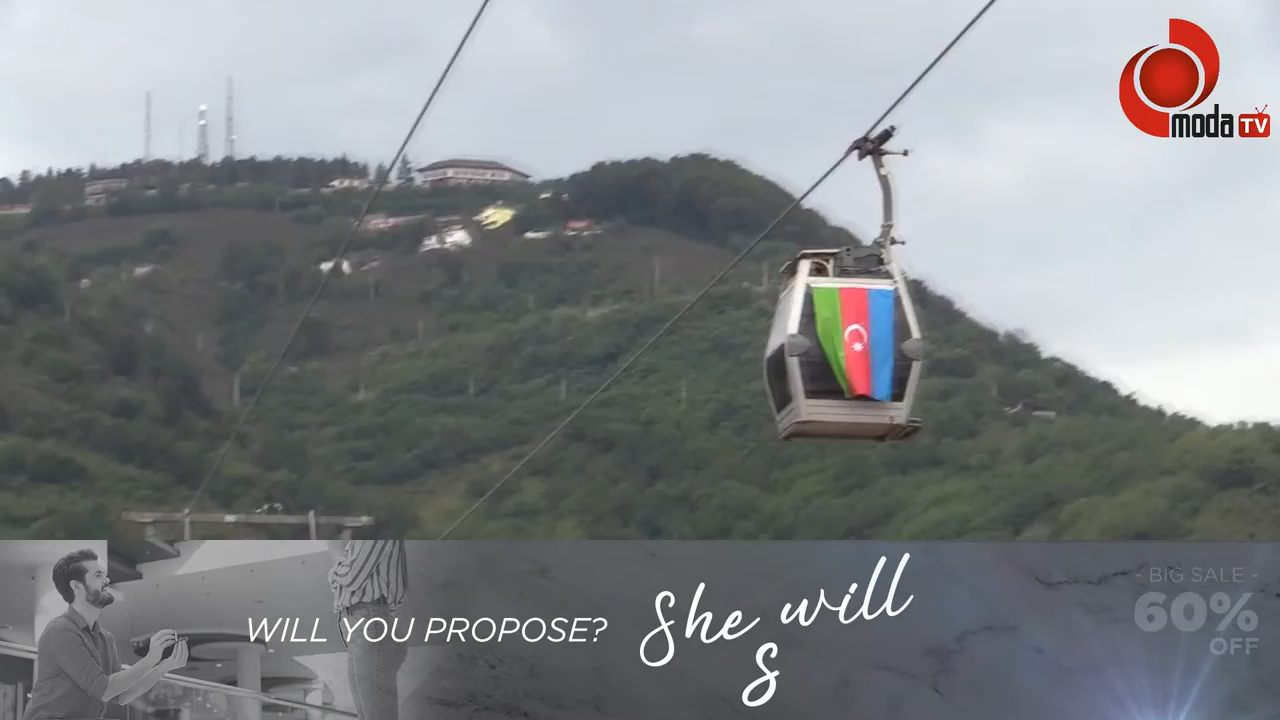 moda TV
WILL YOU PROPOSE?
She will
S
- BIG SALE -
60%
OFF